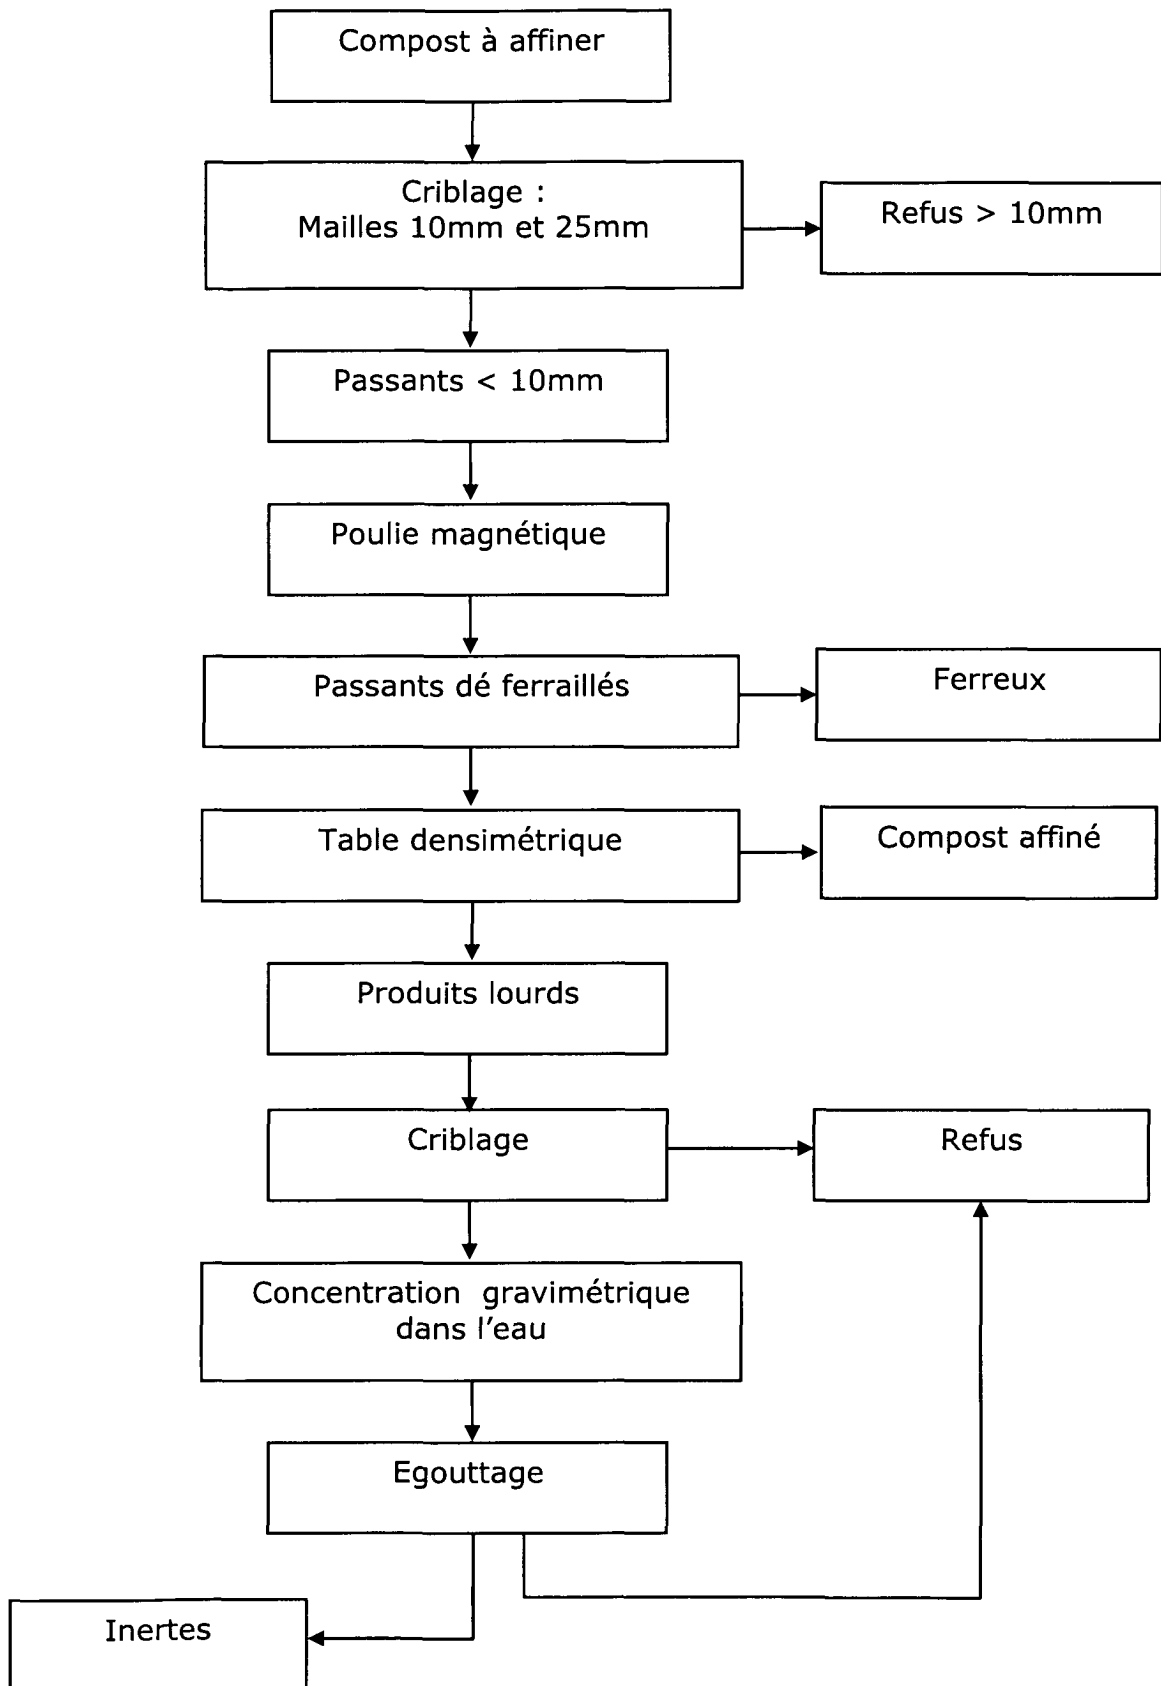 Compost à affiner
Criblage :
Mailles 10mm et 25mm
Refus > 10mm
Passants < 10mm
Poulie magnétique
Passants dé ferraillés
Ferreux
Table densimétrique
Compost affiné
Produits lourds
Criblage
Refus
Concentration gravimétrique
dans l'eau
Egouttage
Inertes